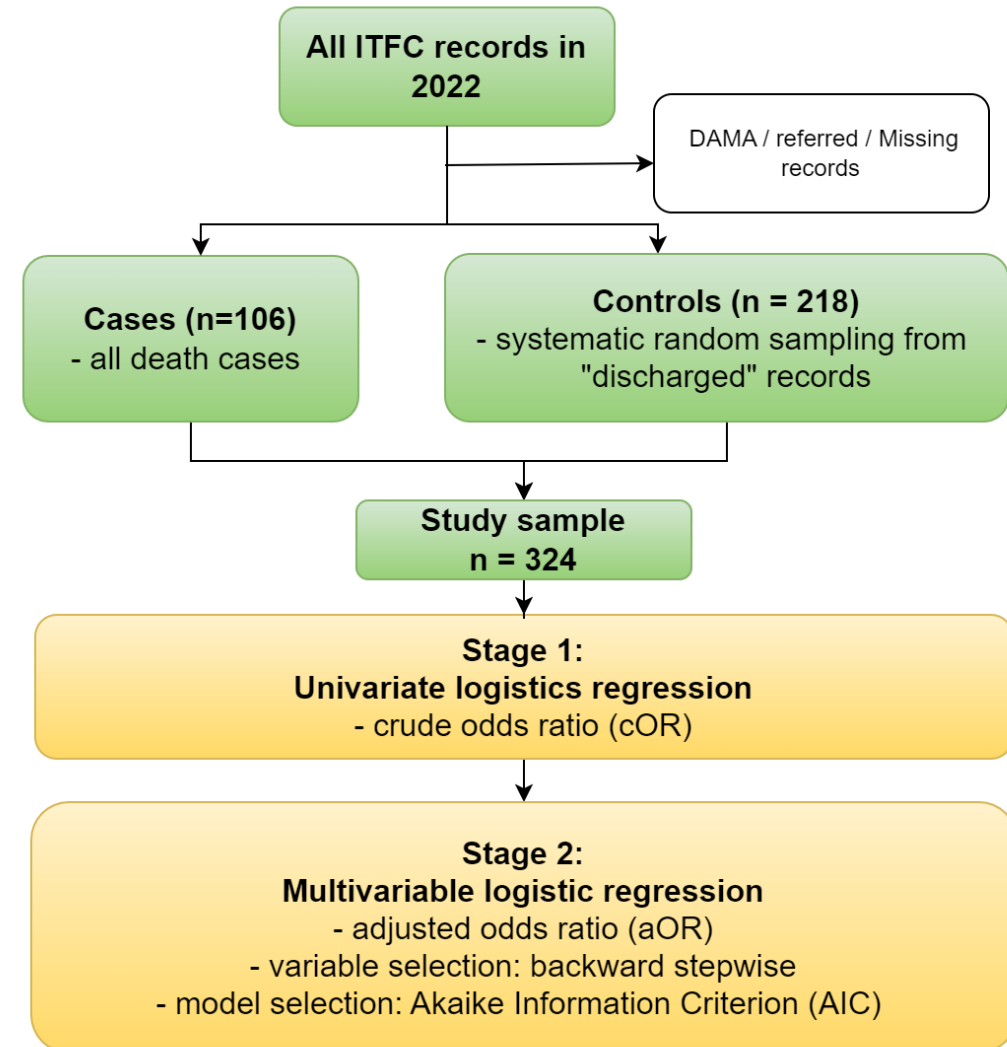 All ITFC records in
2022
DAMA / referred / Missing
records
Cases (n=106)
- all death cases
Controls (n = 218)
- systematic random sampling from
"discharged" records
Study sample
n = 324
Stage 1:
Univariate logistics regression
- crude odds ratio (cOR)
Stage 2:
Multivariable logistic regression
- adjusted odds ratio (aOR)
- variable selection: backward stepwise
- model selection: Akaike Information Criterion (AIC)